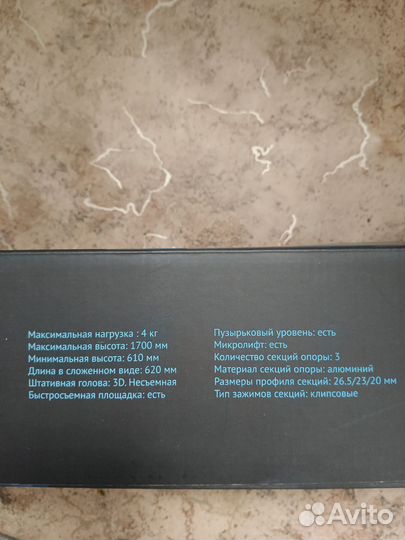 Максимальная нагрузка : 4 кг
Максимальная высота: 1700 мм
Минимальная высота: 610 мм
Длина в сложенном виде: 620 мм
Штативная голова: 3D. Несъемная
Быстросъемная площадка: есть
Пузырьковый уровень: есть
Микролифт: есть
Количество секций опоры: 3
Материал секций опоры: алюминий
Размеры профиля секций: 26.5/23/20 мм
Тип зажимов секций: клипсовые
Avito